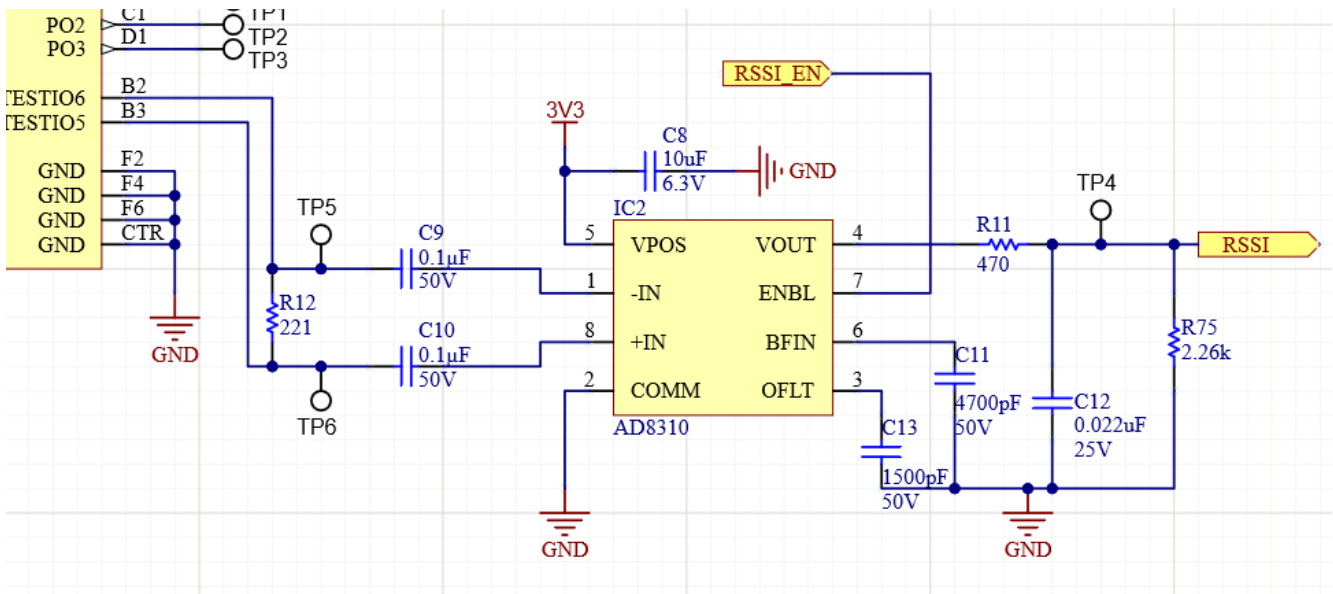 PO2
C1
TP1
PO3
D1
TP2
TP3
TESTIO6
B2
TESTIO5
B3
GND
F2
GND
F4
GND
F6
GND
CTR
GND
TP5
R12
221
TP6
C9
0.1µF
50V
C10
0.1µF
50V
3V3
C8
10uF
6.3V
GND
RSSI_EN
IC2
5
VPOS
VOUT
4
1
-IN
ENBL
7
8
+IN
BFIN
6
2
COMM
OFLT
3
AD8310
GND
R11
470
TP4
RSSI
R75
2.26k
C11
4700pF
50V
C12
0.022uF
25V
C13
1500pF
50V
GND